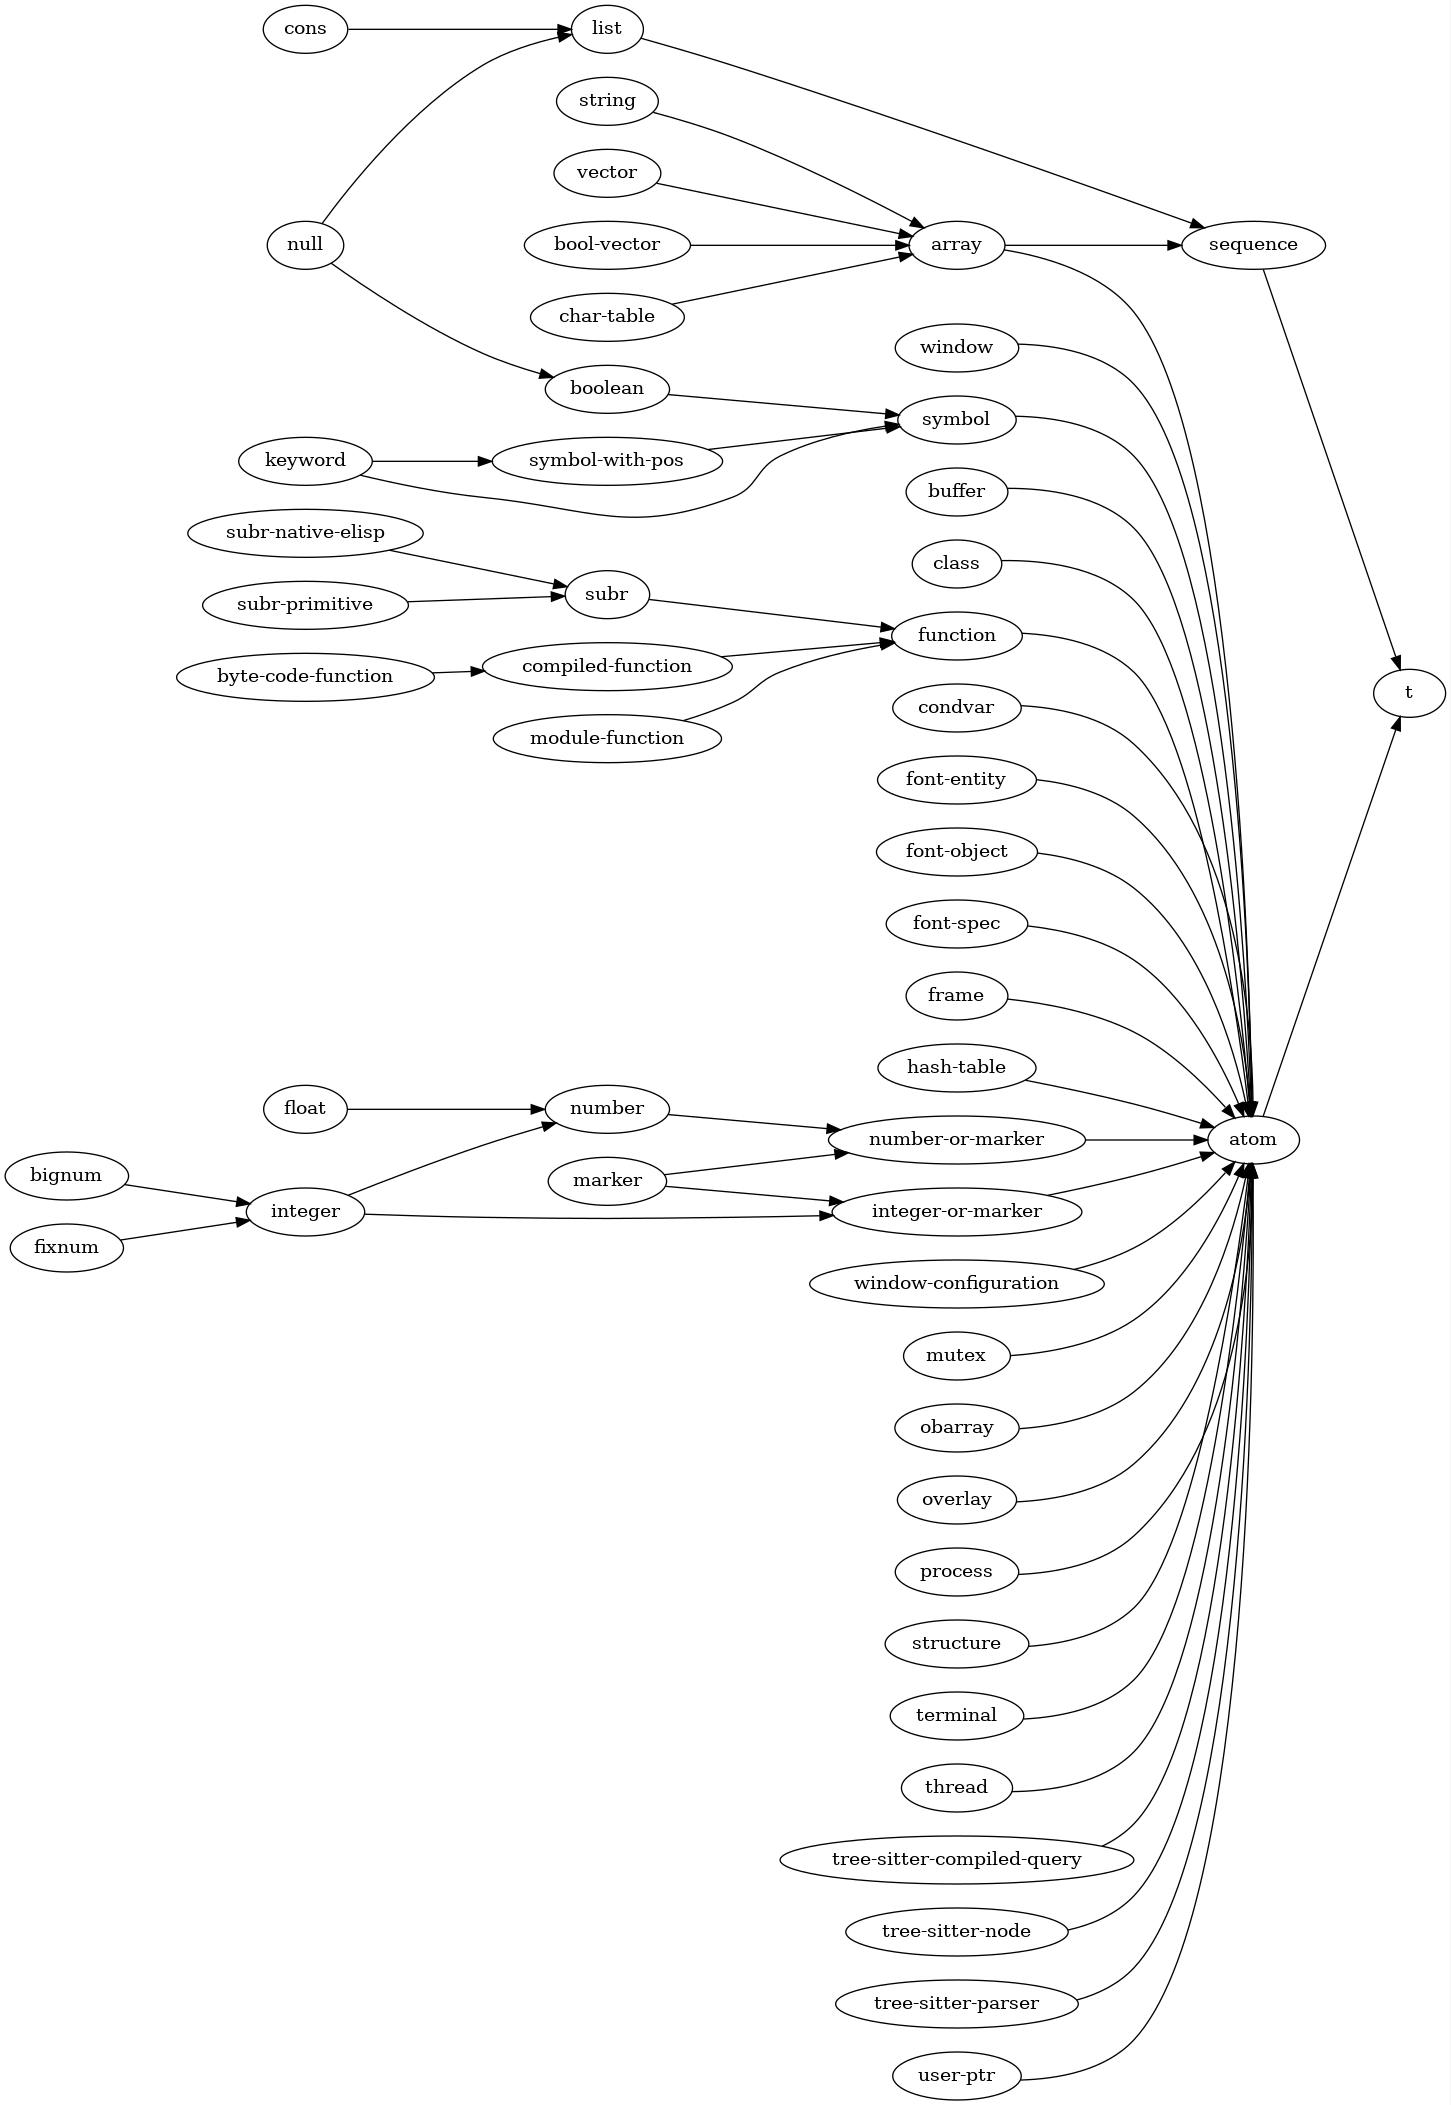 cons
list
string
vector
null
bool-vector
array
sequence
char-table
window
boolean
symbol
keyword
symbol-with-pos
buffer
subr-native-elisp
class
subr-primitive
subr
function
byte-code-function
compiled-function
t
condvar
module-function
font-entity
font-object
font-spec
frame
hash-table
float
number
number-or-marker
atom
bignum
marker
integer
integer-or-marker
fixnum
window-configuration
mutex
obarray
overlay
process
structure
terminal
thread
tree-sitter-compiled-query
tree-sitter-node
tree-sitter-parser
user-ptr